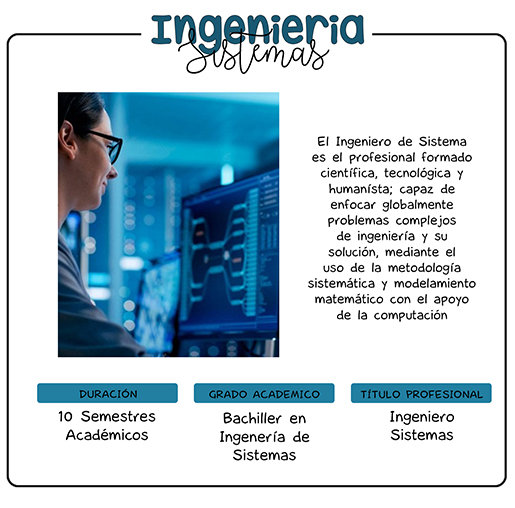 Ingenieria
Sistemas
El Ingeniero de Sistema
es el profesional formado
científica, tecnológica y
humanísta; capaz de
enfocar globalmente
problemas complejos
de ingeniería y su
solución, mediante el
uso de la metodología
sistemática y modelamiento
matemático con el apoyo
de la computación
DURACIÓN
10 Semestres
Académicos
GRADO ACADEMICO
Bachiller en
Ingenería de
Sistemas
TÍTULO PROFESIONAL
Ingeniero
Sistemas